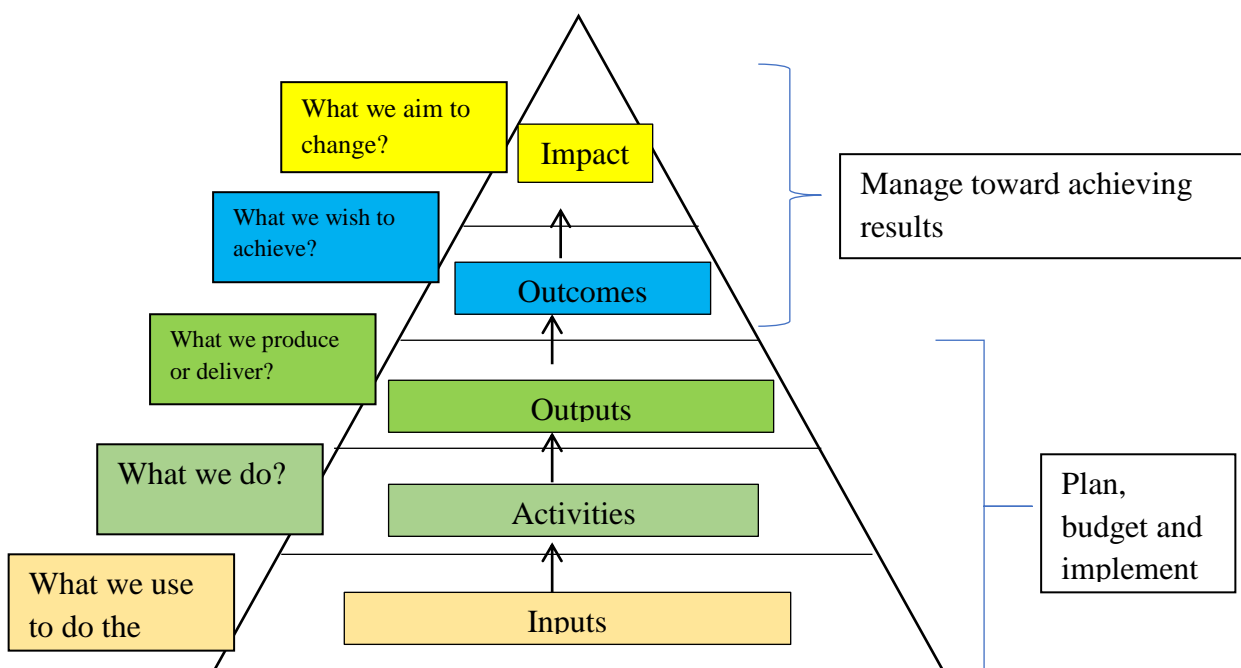 What we aim to
change?
Impact
Manage toward achieving
results
What we wish to
achieve?
Outcomes
What we produce
or deliver?
Outputs
What we do?
Activities
Plan,
budget and
implement
What we use
to do the
Inputs